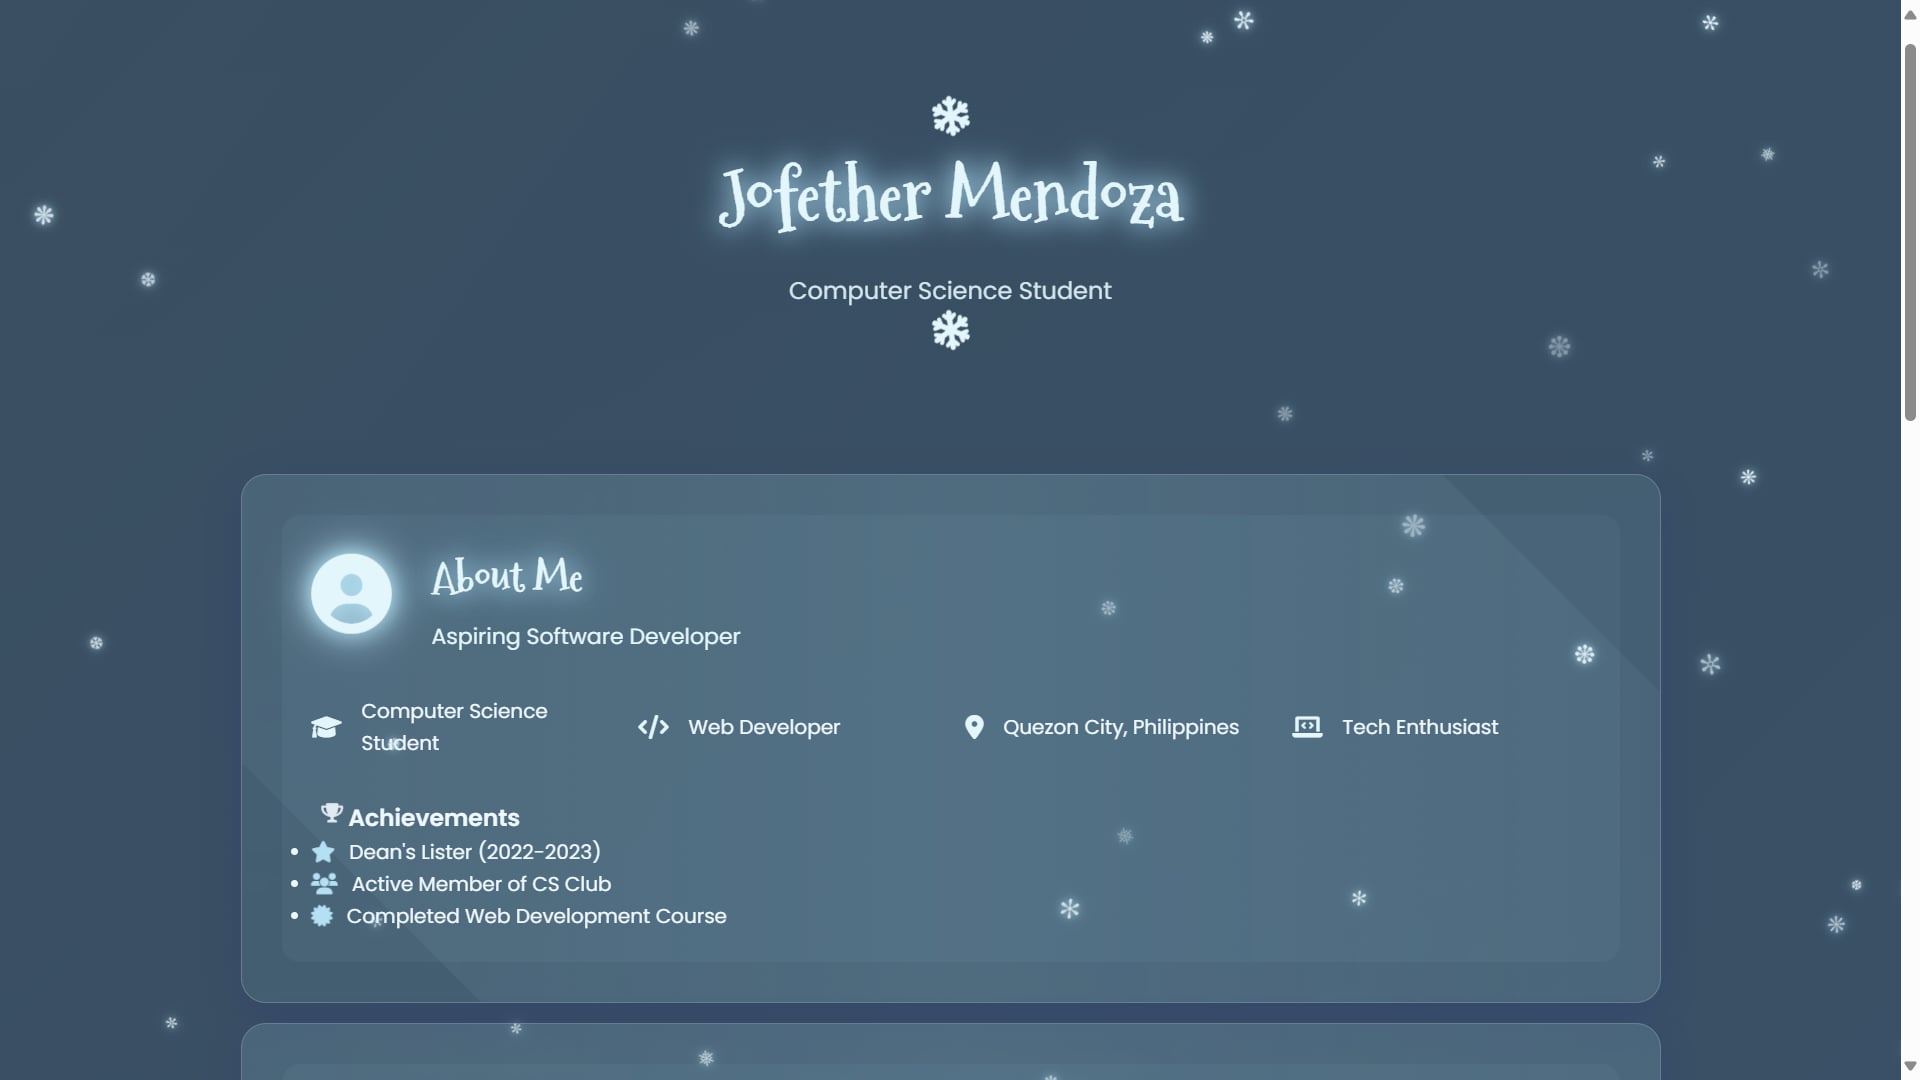 Jofether Mendoza
Computer Science Student
About Me
Aspiring Software Developer
Computer Science
Student
Web Developer
Quezon City, Philippines
Tech Enthusiast
Achievements
Dean's Lister (2022-2023)
Active Member of CS Club
Completed Web Development Course